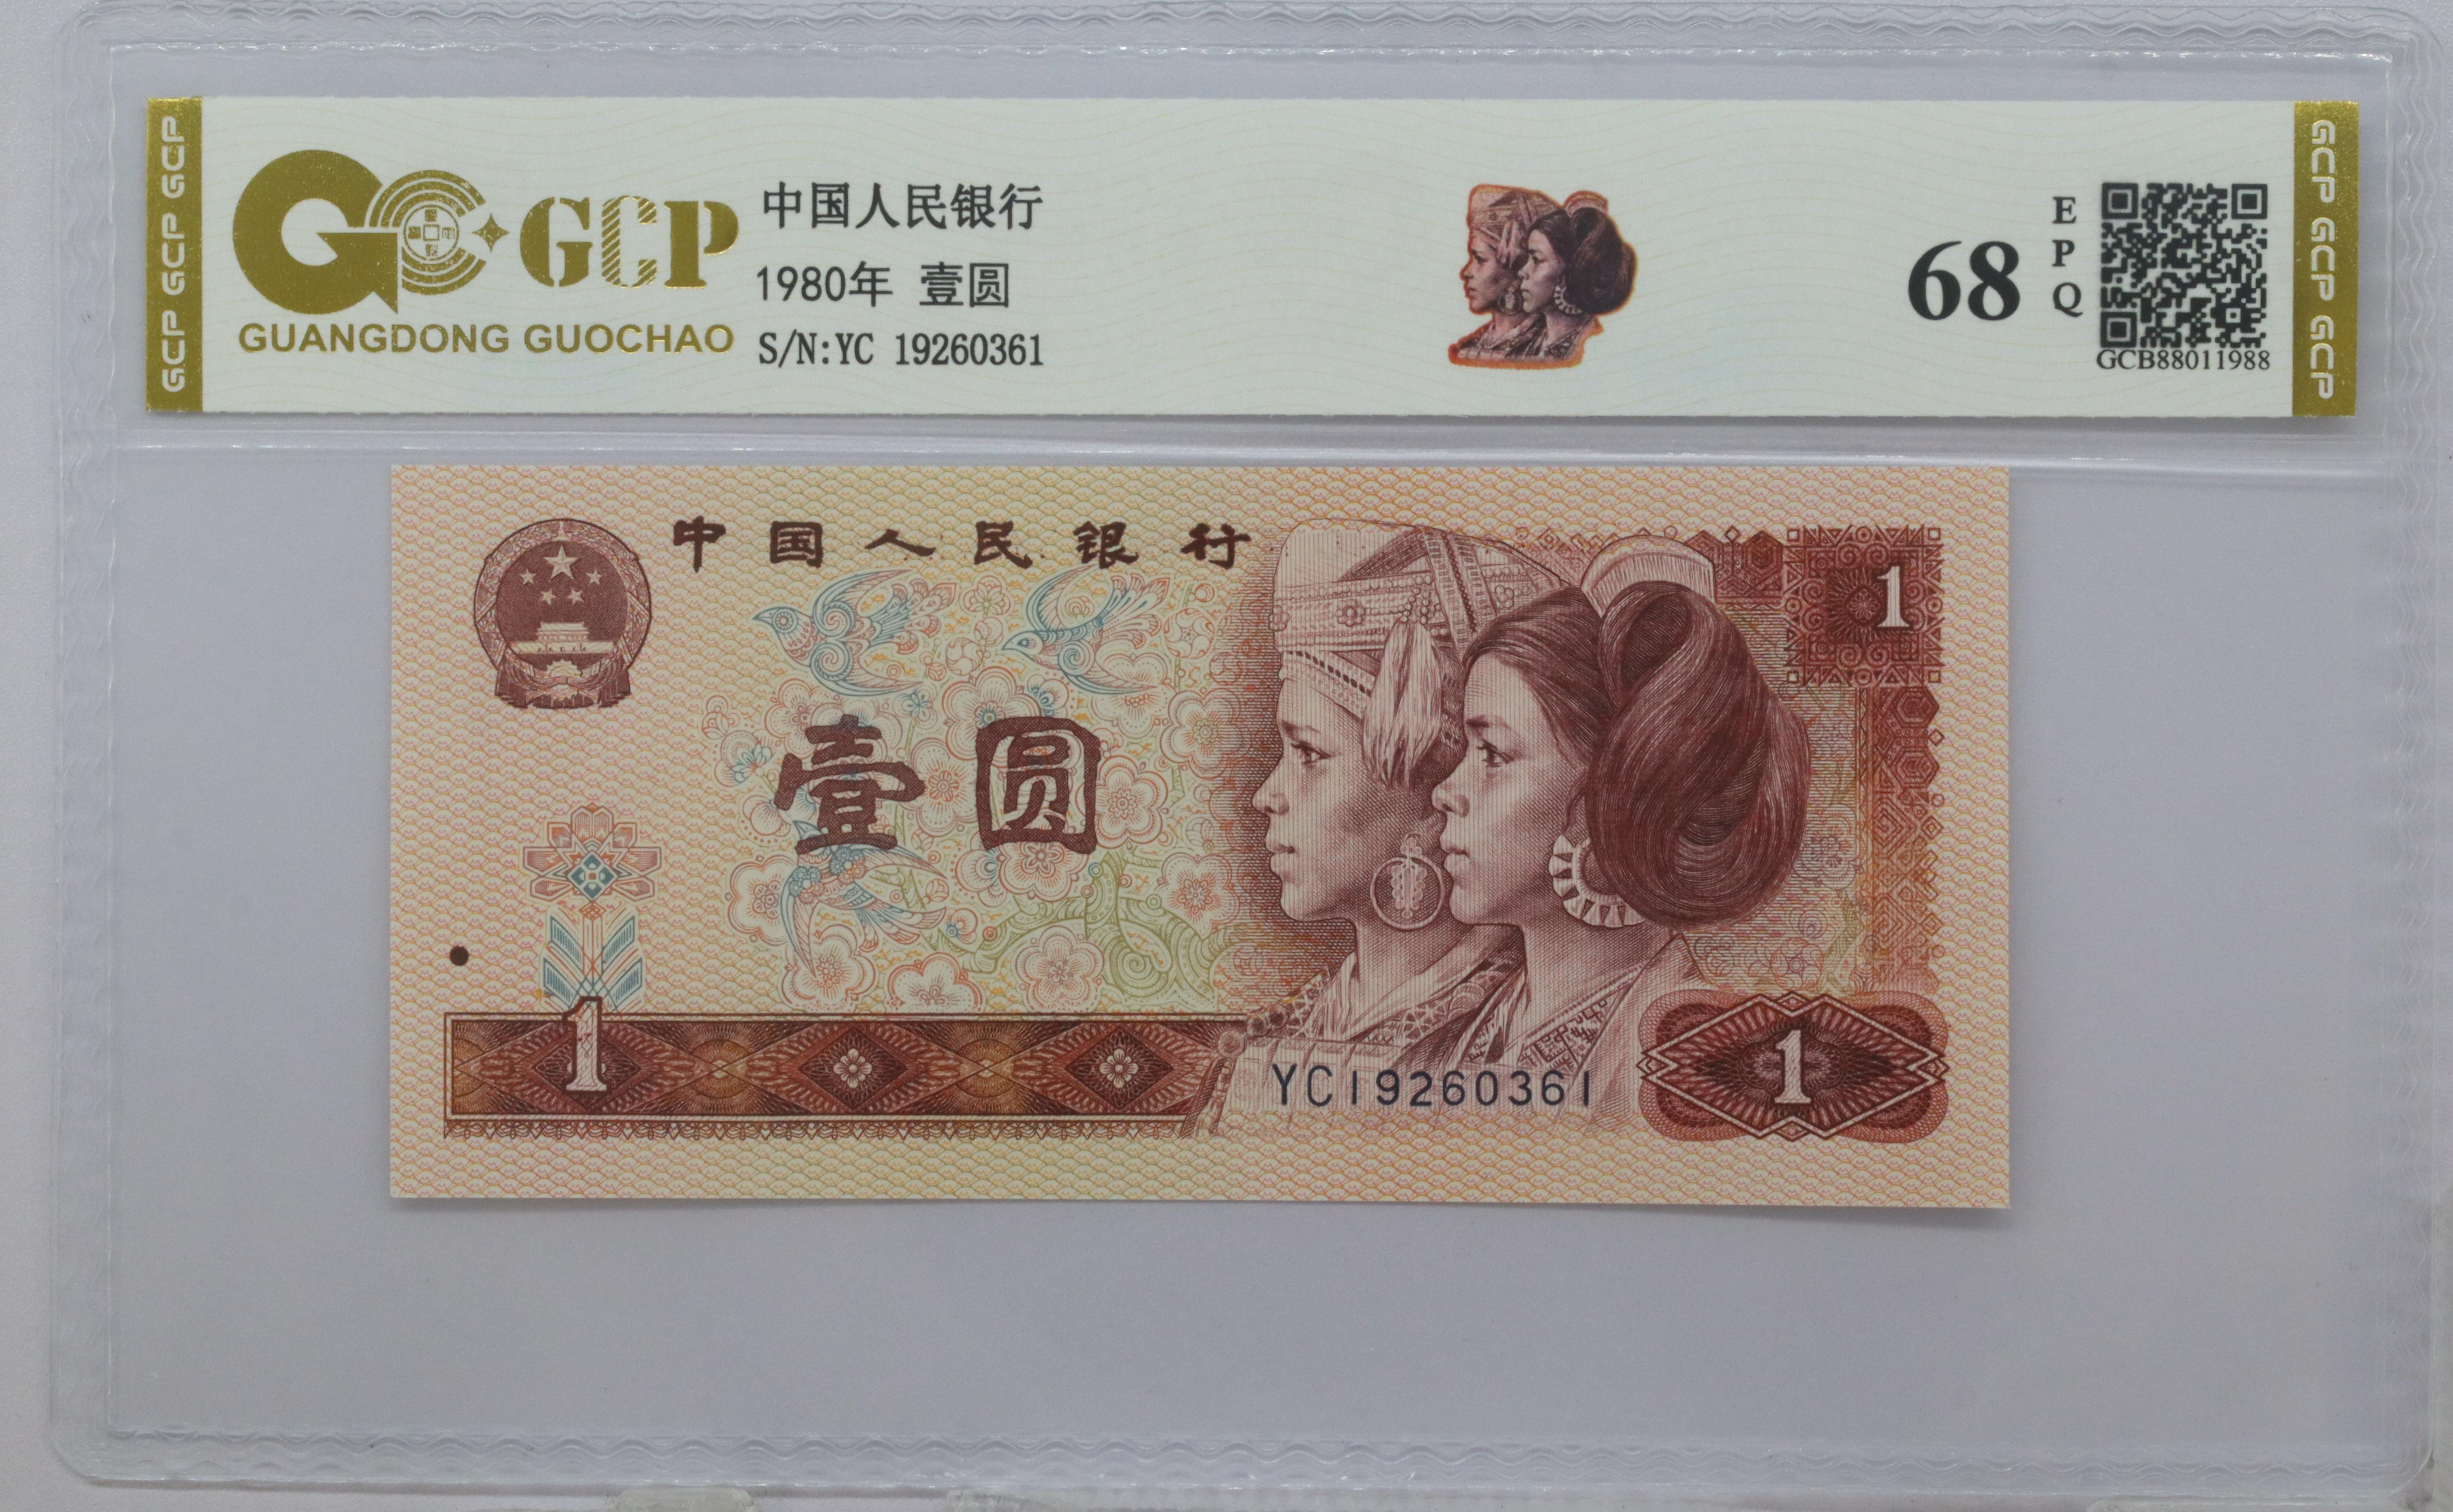 GCP GCP GCP
GCP
GUANGDONG GUOCHAO
中国人民银行
1980年 壹圆
S/N:YC 19260361
68
EPQ
GCB88011988
GCP GCP GCP
中国人民银行
1
壹圆
1
YC19260361
1